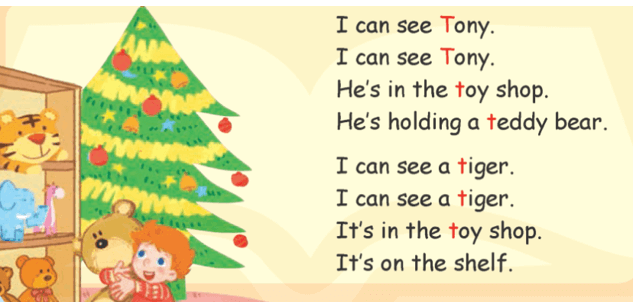 I can see Tony.
I can see Tony.
He's in the toy shop.
He's holding a teddy bear.
I can see a tiger.
I can see a tiger.
It's in the toy shop.
It's on the shelf.